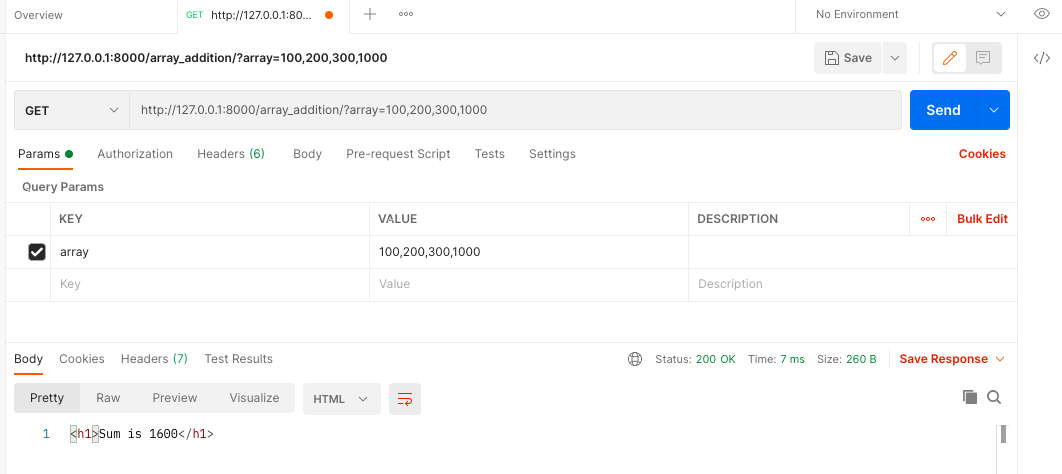 Overview
GET http://127.0.0.1:80...
No Environment
http://127.0.0.1:8000/array_addition/?array=100,200,300,1000
Save
GET http://127.0.0.1:8000/array_addition/?array=100,200,300,1000 Send
Params Authorization Headers (6) Body Pre-request Script Tests Settings Cookies
Query Params
KEY VALUE DESCRIPTION Bulk Edit
array 100,200,300,1000
Key Value Description
Body Cookies Headers (7) Test Results Status: 200 OK Time: 7 ms Size: 260 B Save Response
Pretty Raw Preview Visualize HTML
1 <h1>Sum is 1600</h1>